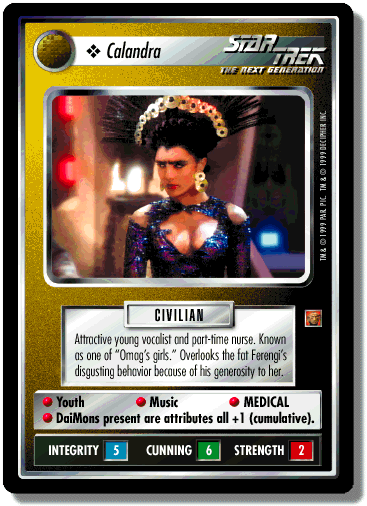 ❖ Calandra
STAR TREK
THE NEXT GENERATION
TM & © 1999 PAR. PIC. TM & © 1999 DECIPHER INC.
CIVILIAN
Attractive young vocalist and part-time nurse. Known
as one of "Omag's girls." Overlooks the fat Ferengi's
disgusting behavior because of his generosity to her.
Youth Music MEDICAL
DaiMons present are attributes all +1 (cumulative).
INTEGRITY 5 CUNNING 6 STRENGTH 2